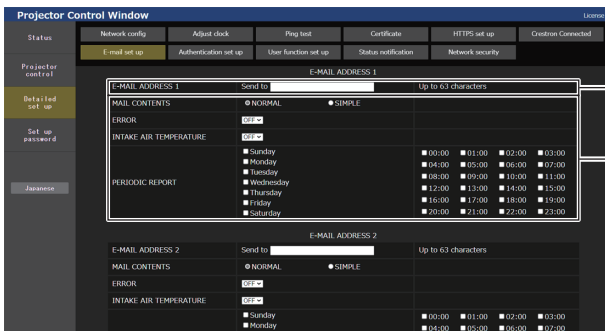 Projector Control Window
License
Status
Network config Adjust clock Ping test Certificate HTTPS set up Crestron Connected
E-mail set up Authentication set up User function set up Status notification Network security
Projector control
Detailed set up
Set up password
Japanese
E-MAIL ADDRESS 1
E-MAIL ADDRESS 1 Send to Up to 63 characters
MAIL CONTENTS NORMAL SIMPLE
ERROR OFF
INTAKE AIR TEMPERATURE OFF
PERIODIC REPORT
Sunday 00:00 01:00 02:00 03:00
Monday 04:00 05:00 06:00 07:00
Tuesday 08:00 09:00 10:00 11:00
Wednesday 12:00 13:00 14:00 15:00
Thursday 16:00 17:00 18:00 19:00
Friday 20:00 21:00 22:00 23:00
Saturday
E-MAIL ADDRESS 2
E-MAIL ADDRESS 2 Send to Up to 63 characters
MAIL CONTENTS NORMAL SIMPLE
ERROR OFF
INTAKE AIR TEMPERATURE OFF
Sunday 00:00 01:00 02:00 03:00
Monday 04:00 05:00 06:00 07:00